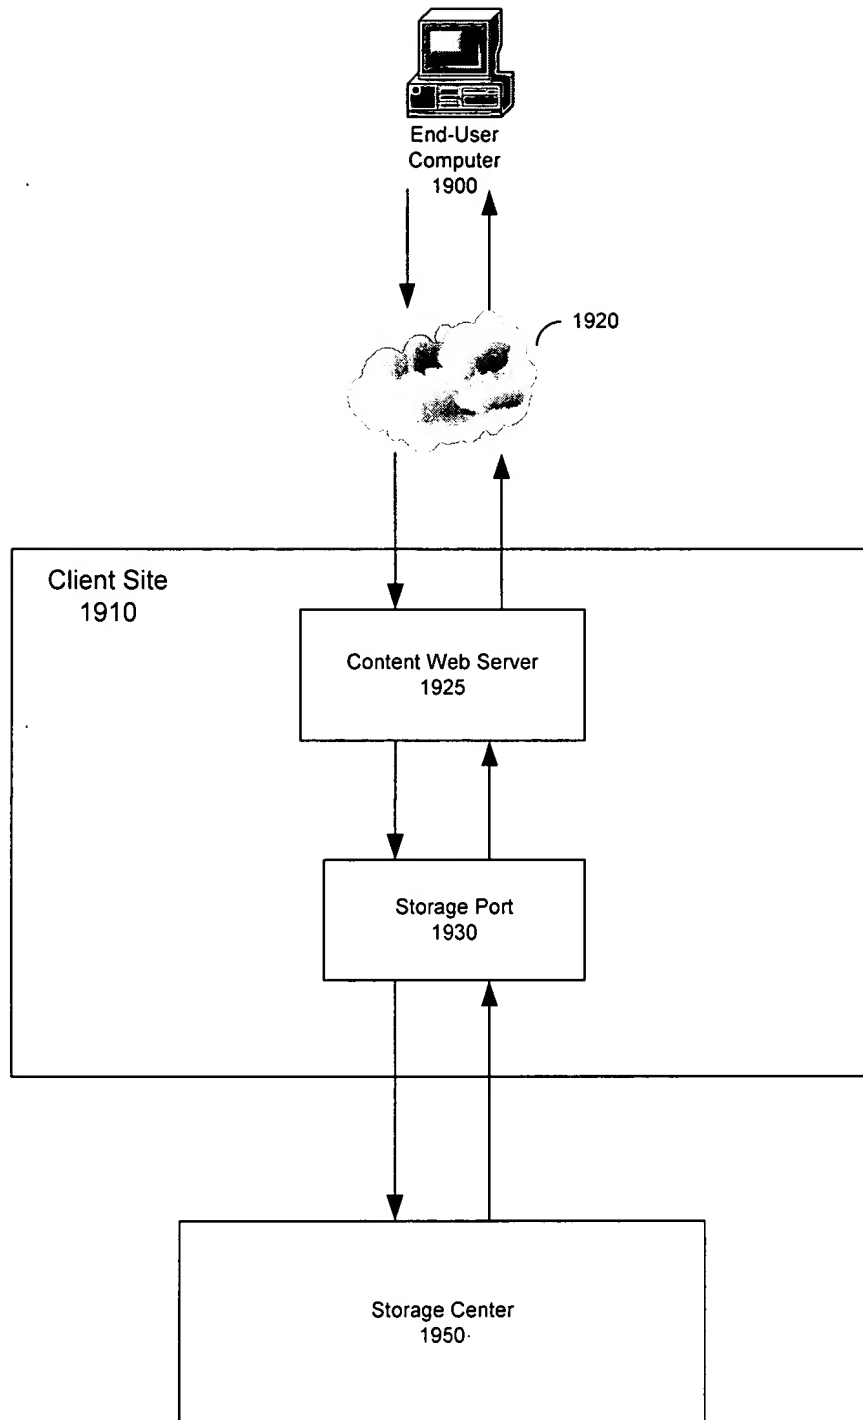 End-User
Computer
1900
1920
Client Site
1910
Content Web Server
1925
Storage Port
1930
Storage Center
1950